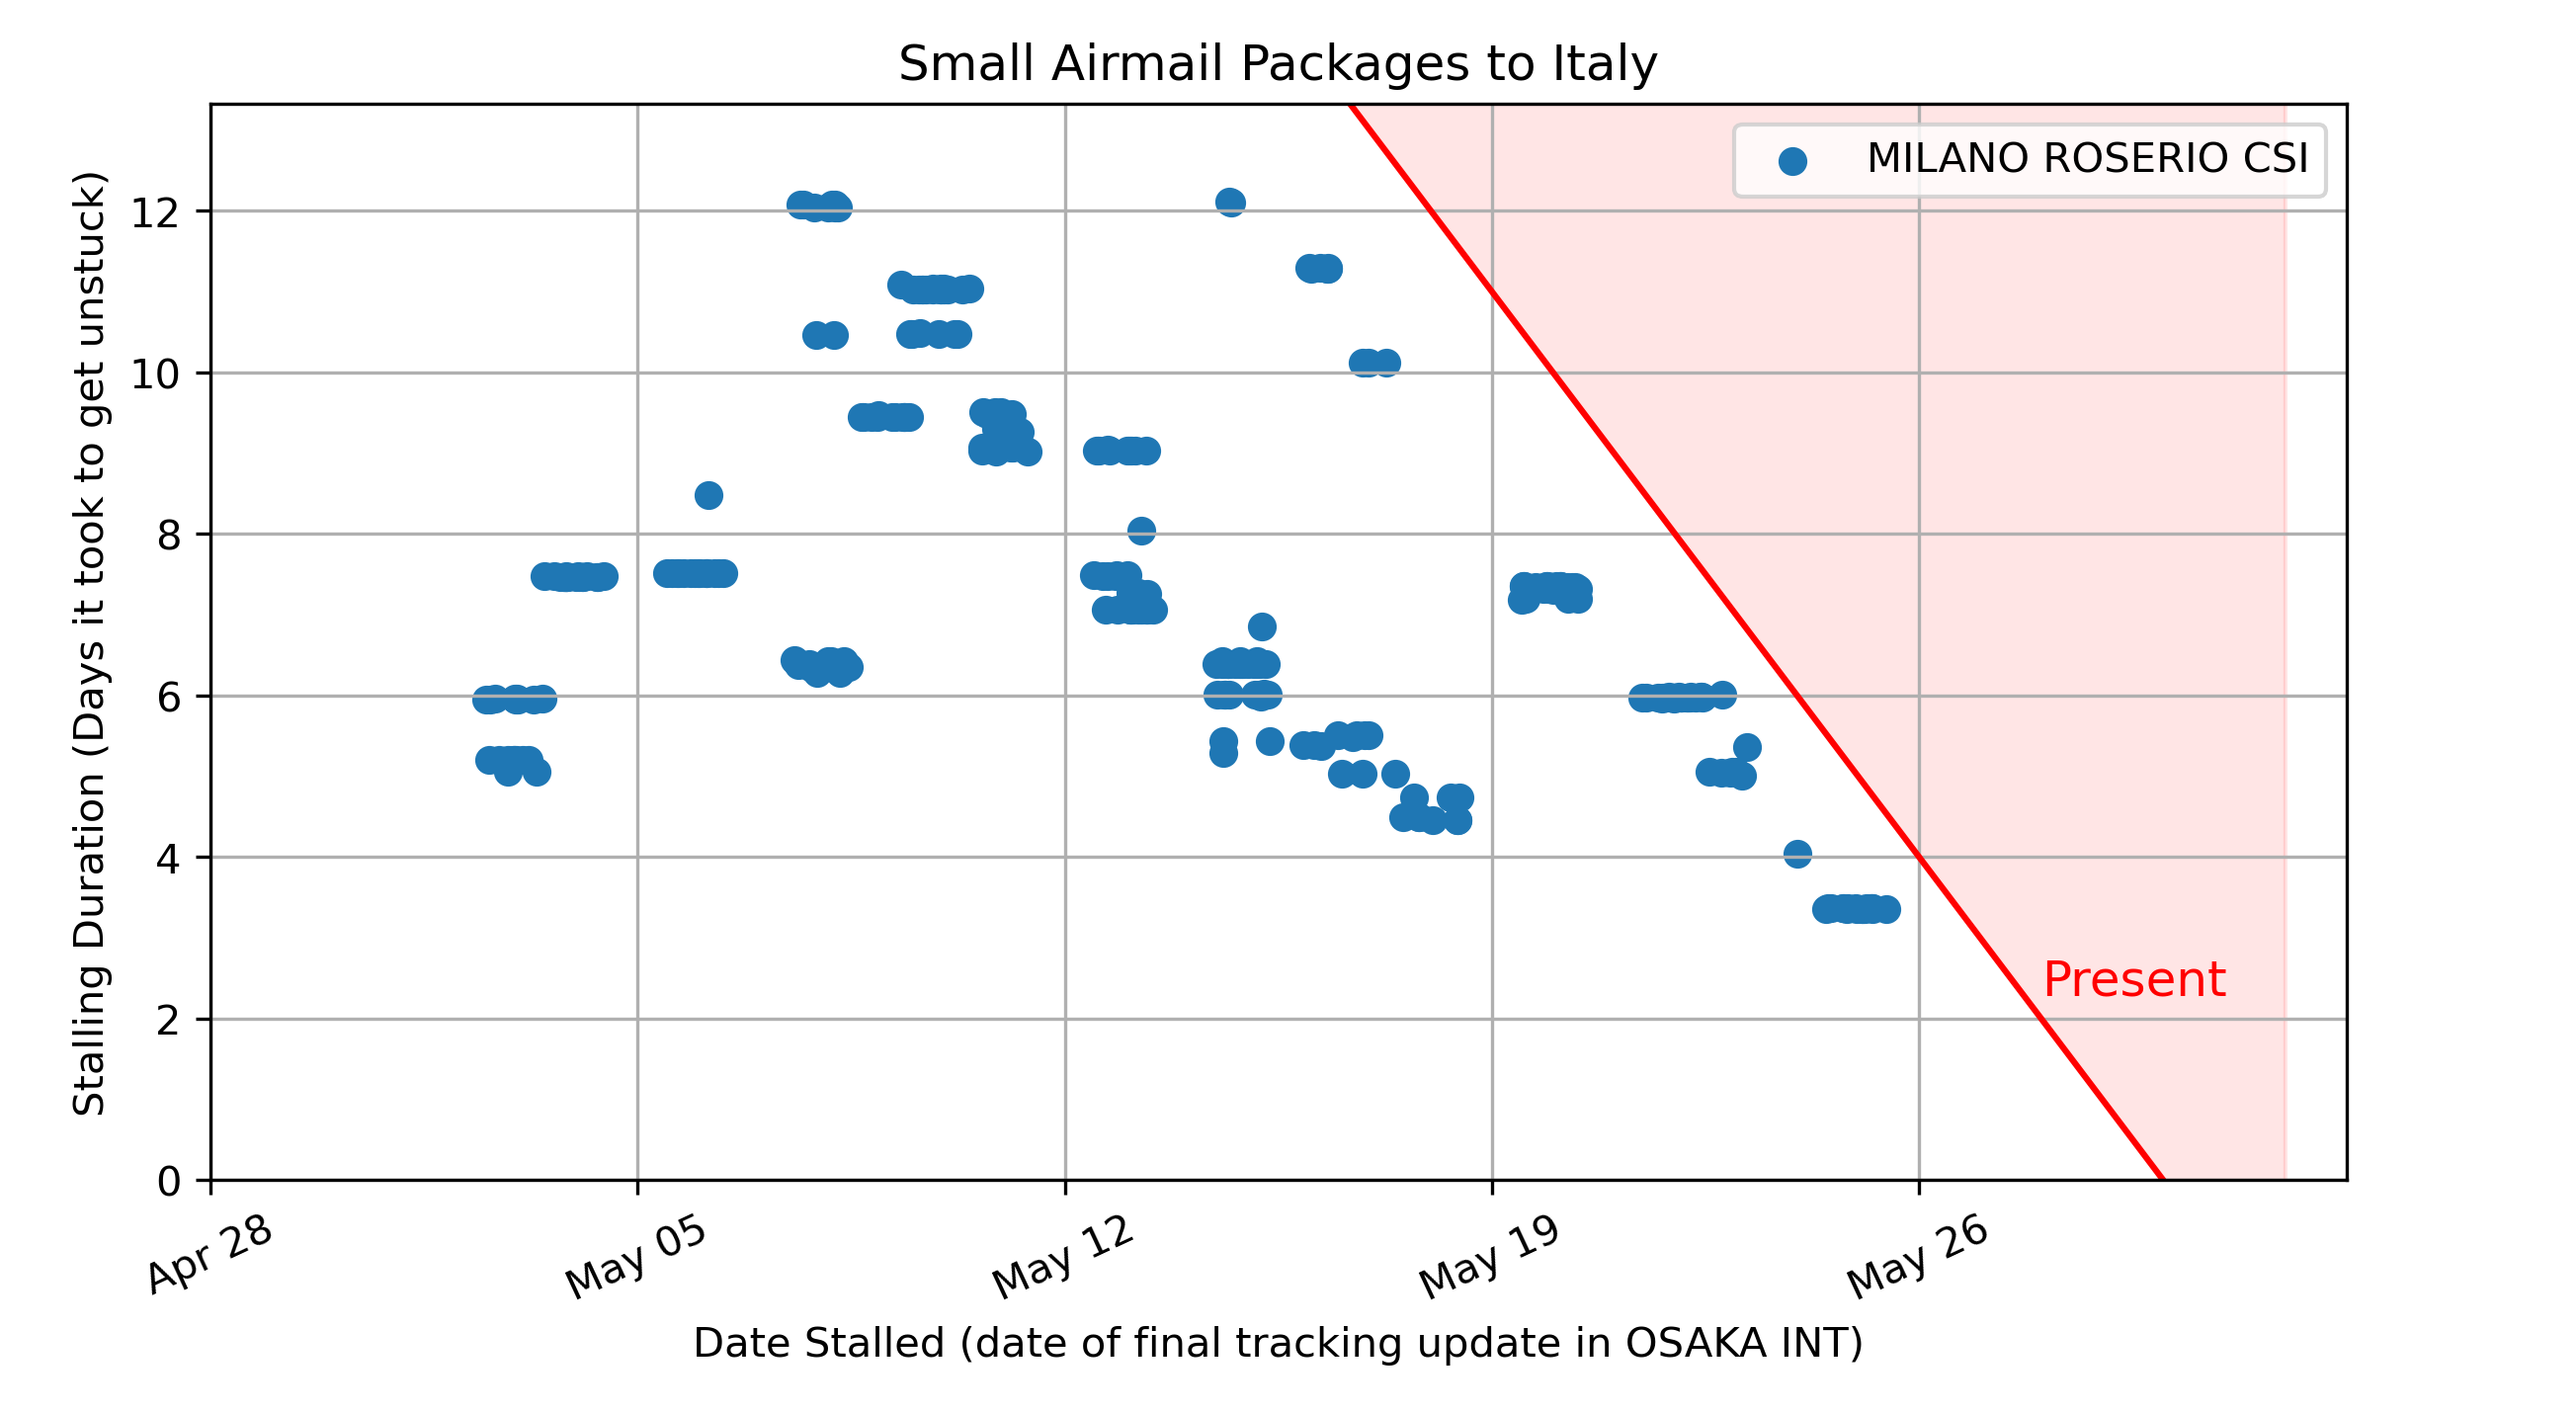 Small Airmail Packages to Italy
MILANO ROSERIO CSI
Stalling Duration (Days it took to get unstuck)
12
10
8
6
4
2
0
Present
Apr 28
May 05
May 12
May 19
May 26
Date Stalled (date of final tracking update in OSAKA INT)